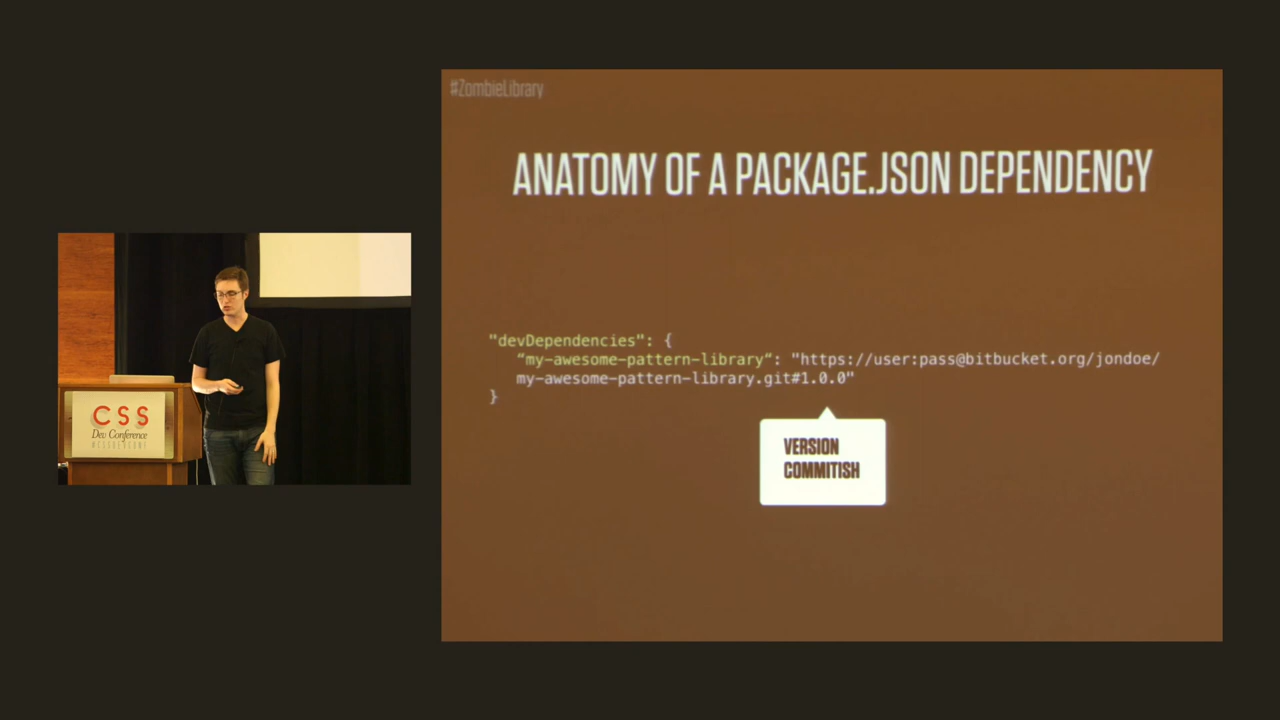 #ZombieLibrary
ANATOMY OF A PACKAGE.JSON DEPENDENCY
"devDependencies": {
“my-awesome-pattern-library“: "https://user:pass@bitbucket.org/jondoe/
my-awesome-pattern-library.git#1.0.0"
}
VERSION
COMMITISH
CSS
Dev Conference